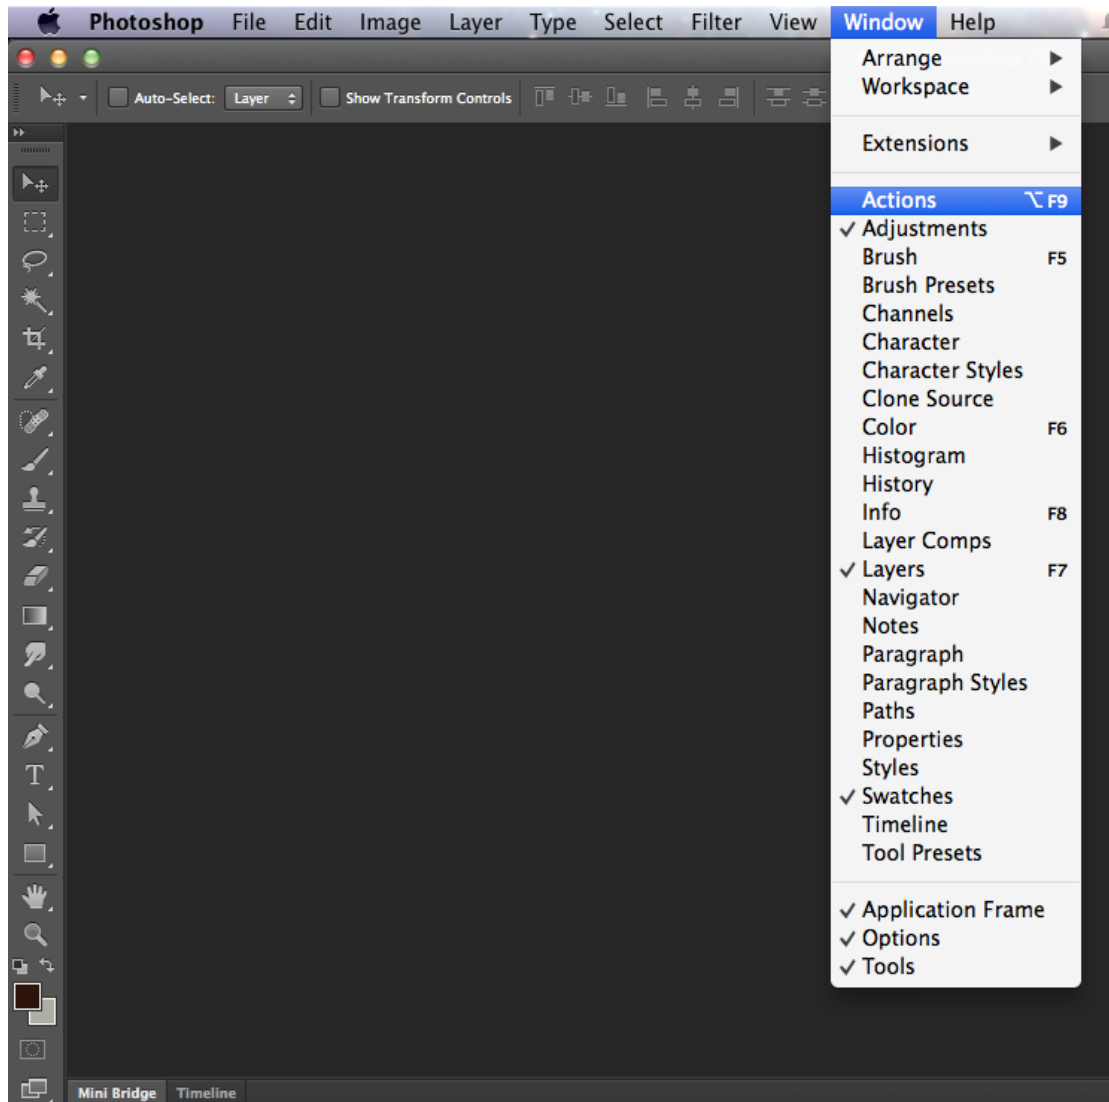 Photoshop File Edit Image Layer Type Select Filter View Window Help
Auto-Select: Layer Show Transform Controls
Arrange
Workspace
Extensions
Actions ⌥F9
Adjustments
Brush F5
Brush Presets
Channels
Character
Character Styles
Clone Source
Color F6
Histogram
History
Info F8
Layer Comps
Layers F7
Navigator
Notes
Paragraph
Paragraph Styles
Paths
Properties
Styles
Swatches
Timeline
Tool Presets
Application Frame
Options
Tools
Mini Bridge Timeline